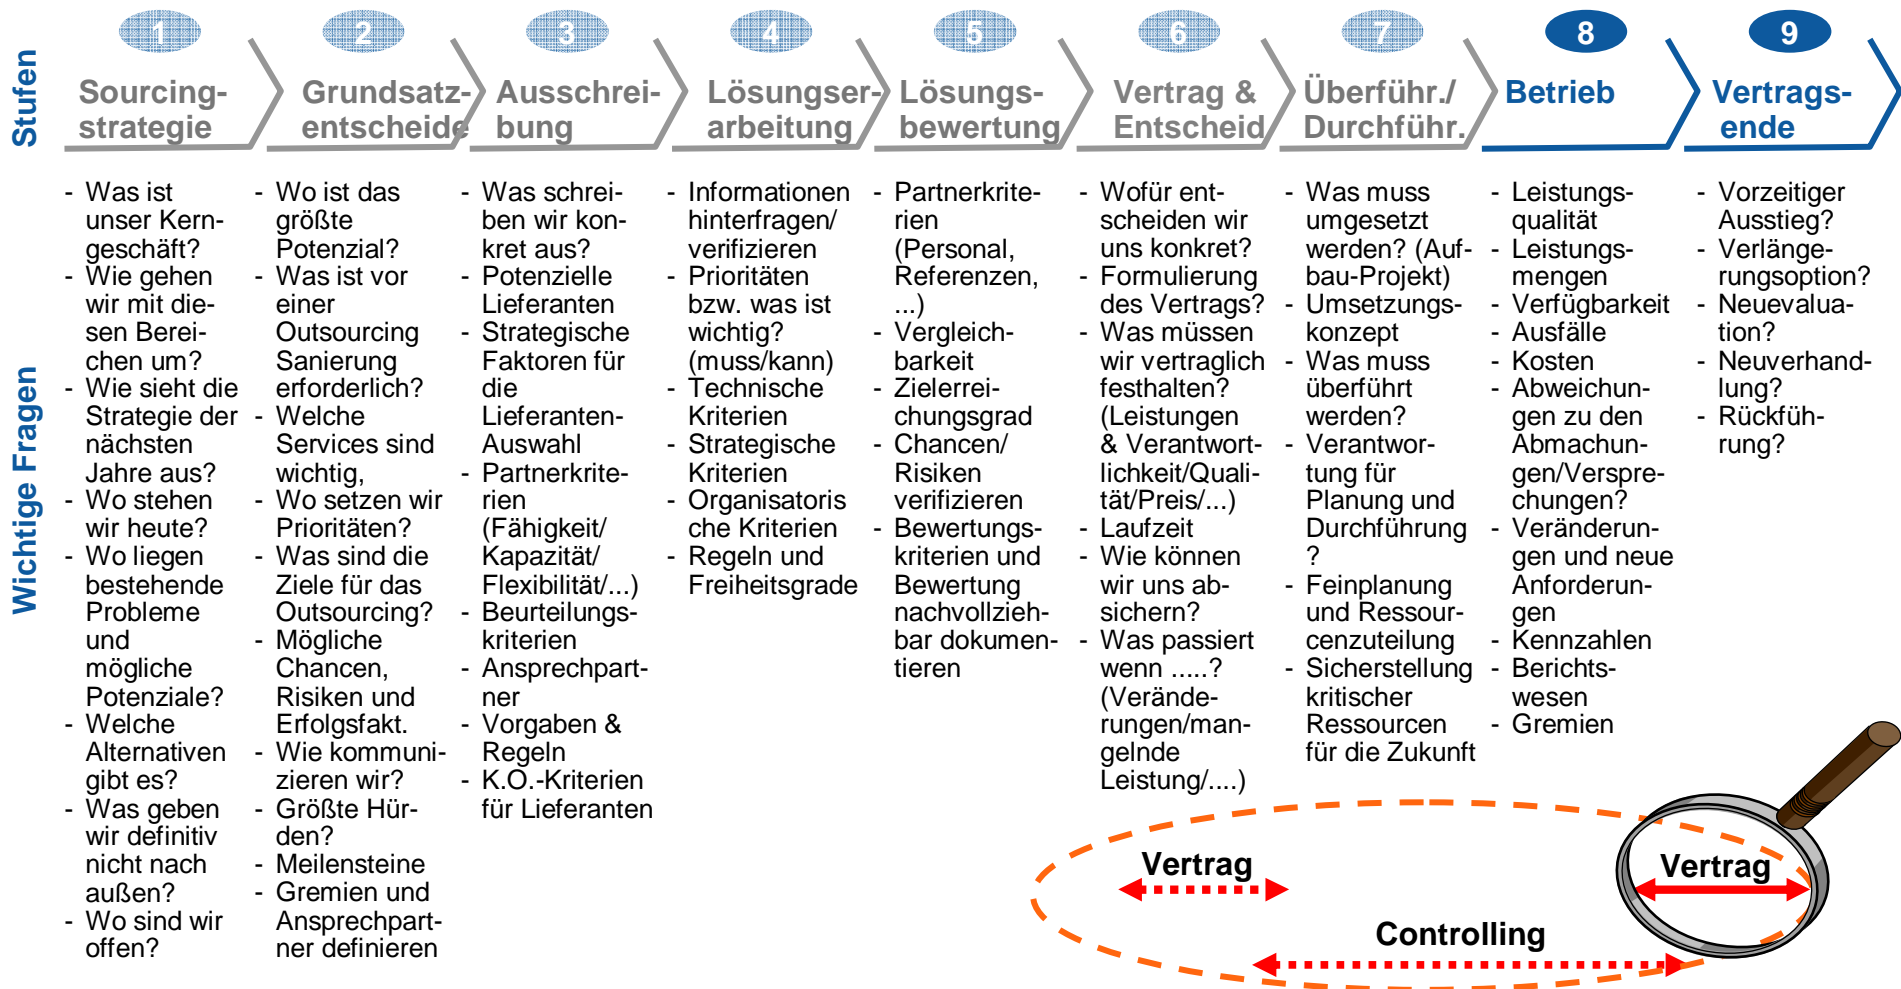 Stufen
1
Sourcing-
strategie
2
Grundsatz-
entscheide
3
Ausschrei-
bung
4
Lösungser-
arbeitung
5
Lösungs-
bewertung
6
Vertrag &
Entscheid
7
Überführ./
Durchführ.
8
Betrieb
9
Vertrags-
ende
Wichtige Fragen
- Was ist
unser Kern-
geschäft?
- Wie gehen
wir mit die-
sen Berei-
chen um?
- Wie sieht die
Strategie der
nächsten
Jahre aus?
- Wo stehen
wir heute?
- Wo liegen
bestehende
Probleme
und
mögliche
Potenziale?
- Welche
Alternativen
gibt es?
- Was geben
wir definitiv
nicht nach
außen?
- Wo sind wir
offen?
- Wo ist das
größte
Potenzial?
- Was ist vor
einer
Outsourcing
Sanierung
erforderlich?
- Welche
Services sind
wichtig,
- Wo setzen wir
Prioritäten?
- Was sind die
Ziele für das
Outsourcing?
- Mögliche
Chancen,
Risiken und
Erfolgsfakt.
- Wie kommuni-
zieren wir?
- Größte Hür-
den?
- Meilensteine
- Gremien und
Ansprechpart-
ner definieren
- Was schrei-
ben wir kon-
kret aus?
- Potenzielle
Lieferanten
- Strategische
Faktoren für
die
Lieferanten-
Auswahl
- Partnerkrite-
rien
(Fähigkeit/
Kapazität/
Flexibilität/...)
- Beurteilungs-
kriterien
- Ansprechpart-
ner
- Vorgaben &
Regeln
- K.O.-Kriterien
für Lieferanten
- Informationen
hinterfragen/
verifizieren
- Prioritäten
bzw. was ist
wichtig?
(muss/kann)
- Technische
Kriterien
- Strategische
Kriterien
- Organisatoris
che Kriterien
- Regeln und
Freiheitsgrade
- Partnerkrite-
rien
(Personal,
Referenzen,
...)
- Vergleich-
barkeit
- Zielerrei-
chungsgrad
- Chancen/
Risiken
verifizieren
- Bewertungs-
kriterien und
Bewertung
nachvollzieh-
bar dokumen-
tieren
- Wofür ent-
scheiden wir
uns konkret?
- Formulierung
des Vertrags?
- Was müssen
wir vertraglich
festhalten?
(Leistungen
& Verantwort-
lichkeit/Quali-
tät/Preis/...)
- Laufzeit
- Wie können
wir uns ab-
sichern?
- Was passiert
wenn .....?
(Verände-
rungen/man-
gelnde
Leistung/....)
- Was muss
umgesetzt
werden? (Auf-
bau-Projekt)
- Umsetzungs-
konzept
- Was muss
überführt
werden?
- Verantwor-
tung für
Planung und
Durchführung
?
- Feinplanung
und Ressour-
cenzuteilung
- Sicherstellung
kritischer
Ressourcen
für die Zukunft
- Leistungs-
qualität
- Leistungs-
mengen
- Verfügbarkeit
- Ausfälle
- Kosten
- Abweichun-
gen zu den
Abmachun-
gen/Verspre-
chungen?
- Veränderun-
gen und neue
Anforderun-
gen
- Kennzahlen
- Berichts-
wesen
- Gremien
- Vorzeitiger
Ausstieg?
- Verlänge-
rungsoption?
- Neuevalua-
tion?
- Neuverhand-
lung?
- Rückfüh-
rung?
Vertrag
Vertrag
Controlling